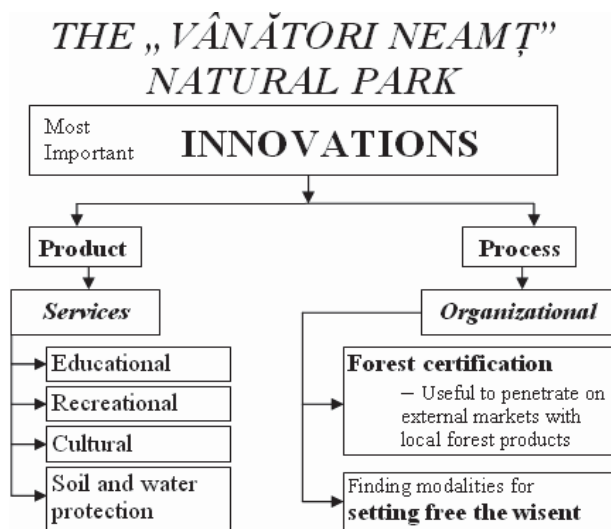 THE „VÂNĂTORI NEAMŢ”
NATURAL PARK
Most
Important
INNOVATIONS
Product
Services
Educational
Recreational
Cultural
Soil and water
protection
Process
Organizational
Forest certification
– Useful to penetrate on
external markets with
local forest products
Finding modalities for
setting free the wisent